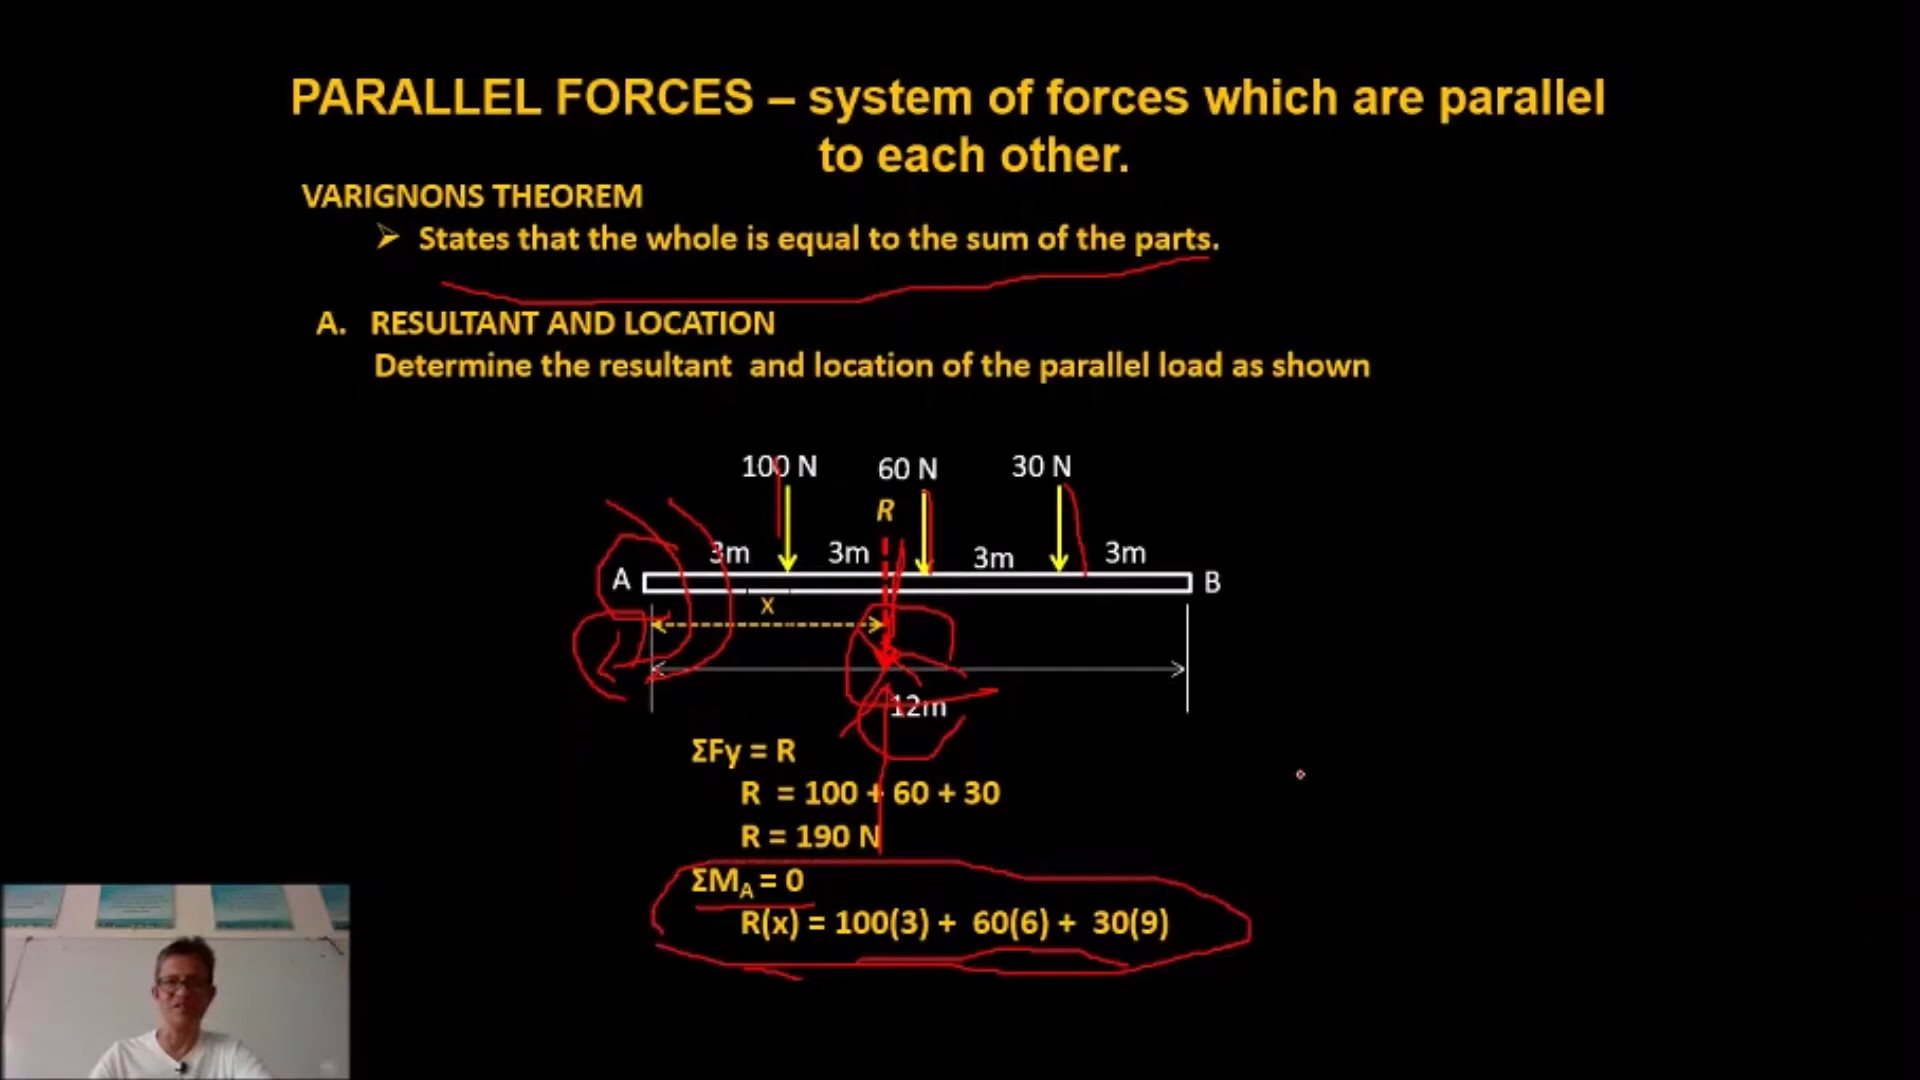 PARALLEL FORCES – system of forces which are parallel
to each other.
VARIGNONS THEOREM
➢ States that the whole is equal to the sum of the parts.
A. RESULTANT AND LOCATION
Determine the resultant and location of the parallel load as shown
100 N 60 N 30 N
R
3m 3m 3m 3m
A B
x
12m
ΣFy = R
R = 100 + 60 + 30
R = 190 N
ΣMA = 0
R(x) = 100(3) + 60(6) + 30(9)